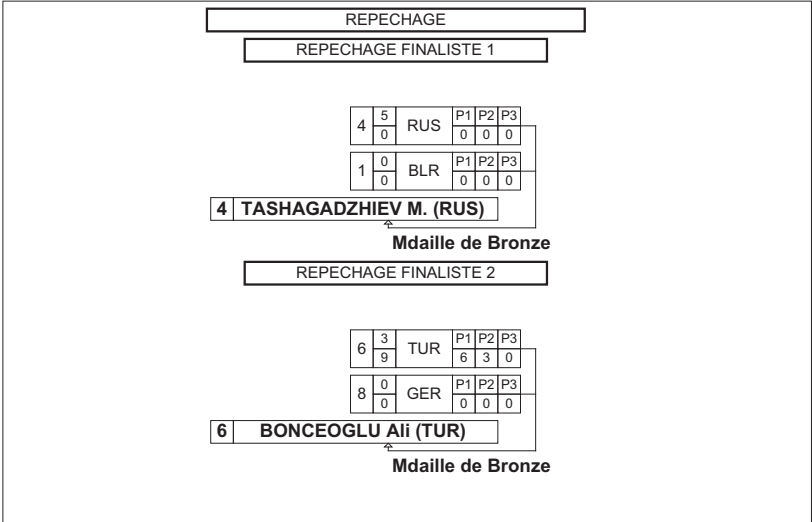 REPECHAGE
REPECHAGE FINALISTE 1
4 5 RUS P1 P2 P3
0 0 0 0
1 0 BLR P1 P2 P3
0 0 0 0
4 TASHAGADZHIEV M. (RUS)
Mdaille de Bronze
REPECHAGE FINALISTE 2
6 3 TUR P1 P2 P3
9 6 3 0
8 0 GER P1 P2 P3
0 0 0 0
6 BONCEOGLU Ali (TUR)
Mdaille de Bronze